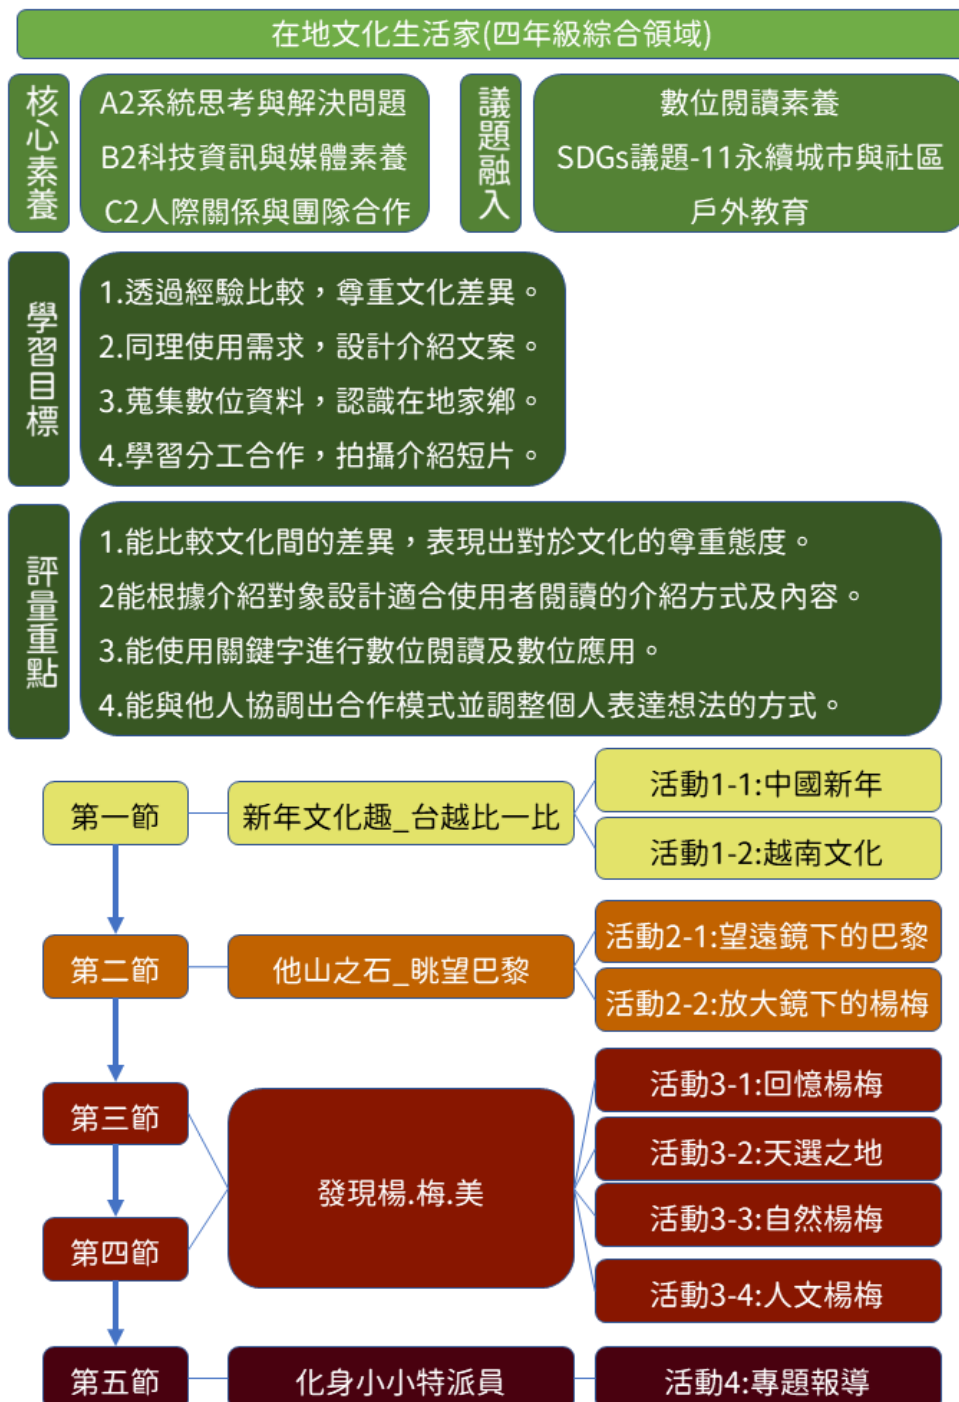 在地文化生活家(四年級綜合領域)
核心素養
A2系統思考與解決問題
B2科技資訊與媒體素養
C2人際關係與團隊合作
議題融入
數位閱讀素養
SDGs議題-11永續城市與社區
戶外教育
學習目標
1.透過經驗比較，尊重文化差異。
2.同理使用需求，設計介紹文案。
3.蒐集數位資料，認識在地家鄉。
4.學習分工合作，拍攝介紹短片。
評量重點
1.能比較文化間的差異，表現出對於文化的尊重態度。
2能根據介紹對象設計適合使用者閱讀的介紹方式及內容。
3.能使用關鍵字進行數位閱讀及數位應用。
4.能與他人協調出合作模式並調整個人表達想法的方式。
第一節
新年文化趣_台越比一比
活動1-1:中國新年
活動1-2:越南文化
第二節
他山之石_眺望巴黎
活動2-1:望遠鏡下的巴黎
活動2-2:放大鏡下的楊梅
第三節
第四節
發現楊.梅.美
活動3-1:回憶楊梅
活動3-2:天選之地
活動3-3:自然楊梅
活動3-4:人文楊梅
第五節
化身小小特派員
活動4:專題報導